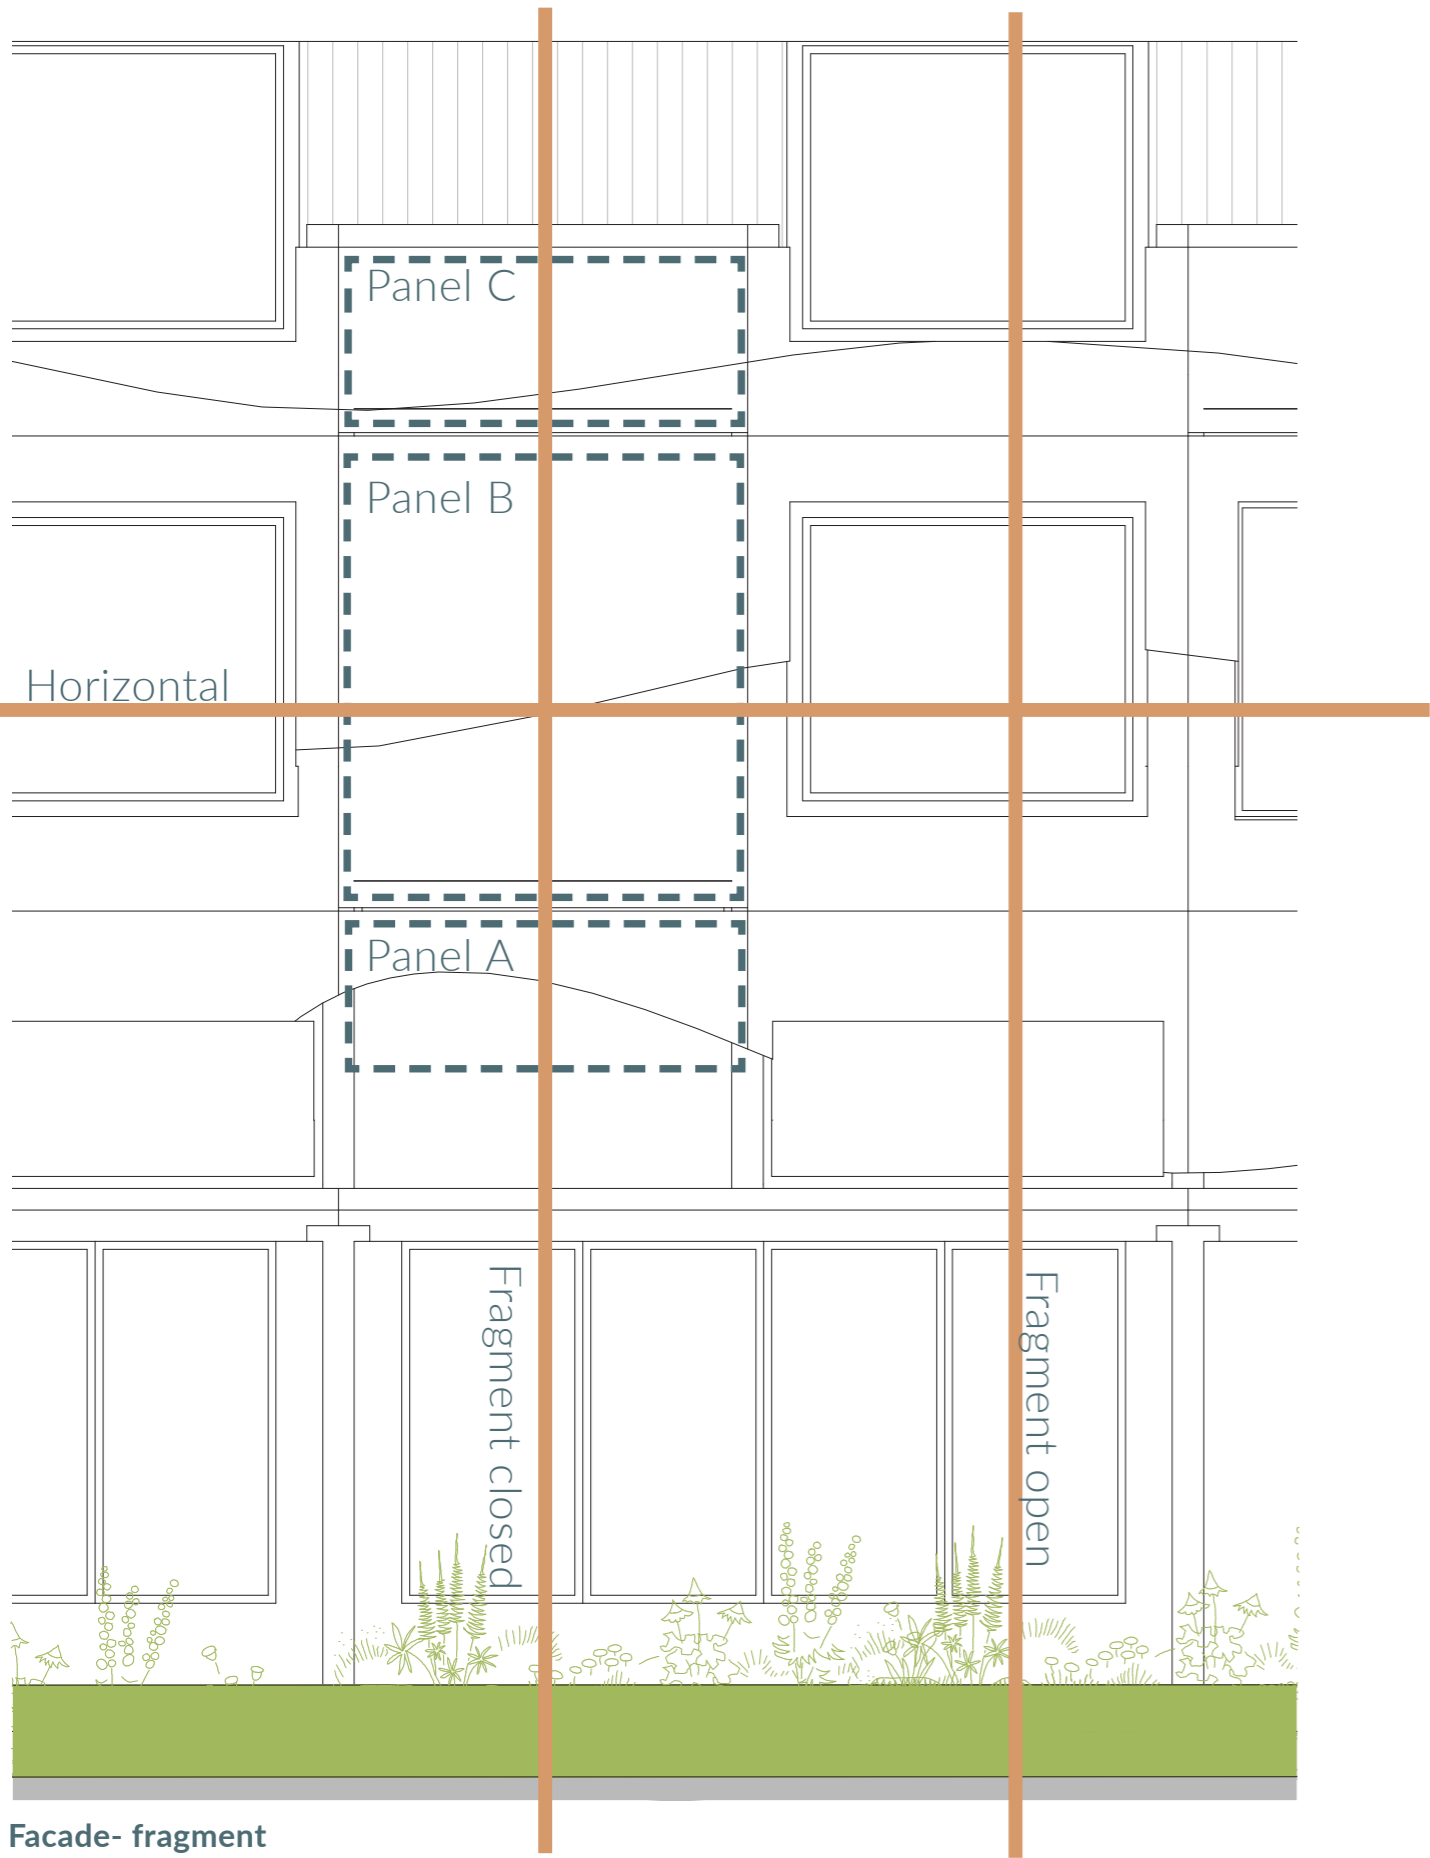 Panel C
Panel B
Horizontal
Panel A
Fragment closed
Fragment open
Facade- fragment